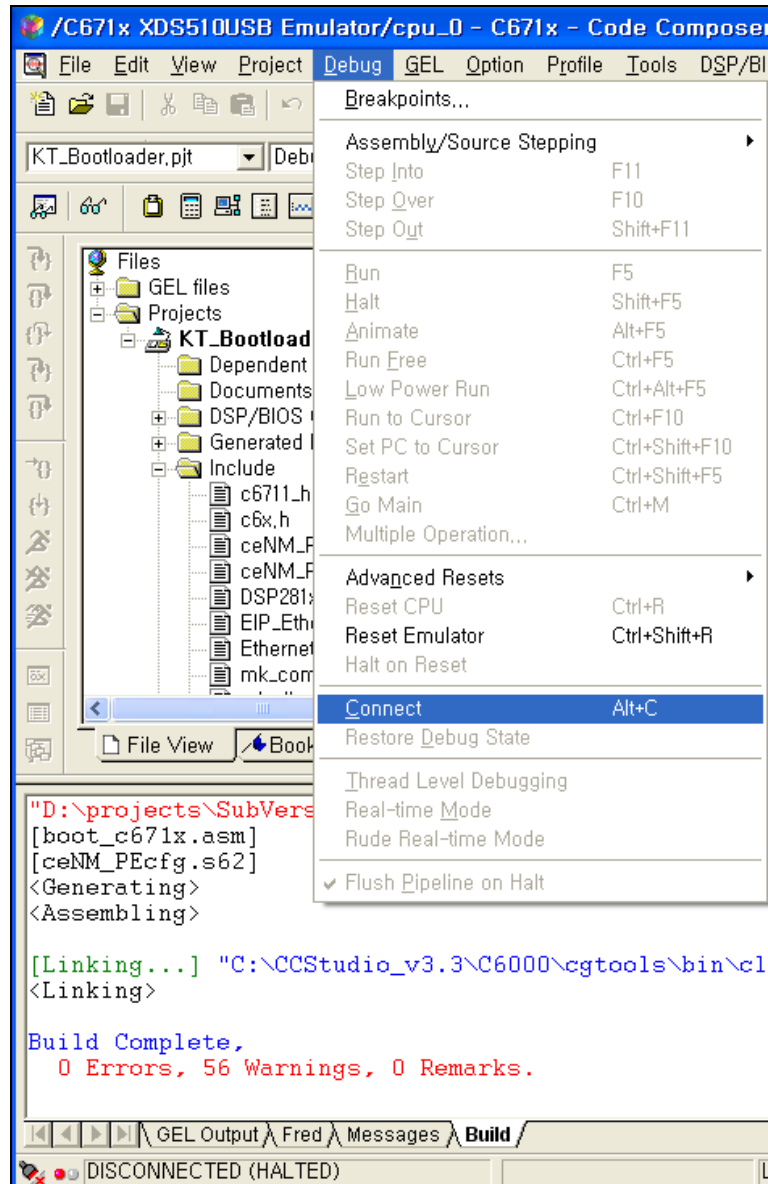 /C671x XDS510USB Emulator/cpu_0 - C671x - Code Composer
File Edit View Project Debug GEL Option Profile Tools DSP/BI
Breakpoints...
KT_Bootloader.pjt
Assembly/Source Stepping
Step Into F11
Step Over F10
Step Out Shift+F11
Files
GEL files
Projects
KT_Bootload
Dependent
Documents
DSP/BIOS
Generated
Include
c6711_h
c6x.h
ceNM_P
ceNM_P
DSP281x
EIP_Eth
Ethernet
mk_com
Run F5
Halt Shift+F5
Animate Alt+F5
Run Free Ctrl+F5
Low Power Run Ctrl+Alt+F5
Run to Cursor Ctrl+F10
Set PC to Cursor Ctrl+Shift+F10
Restart Ctrl+Shift+F5
Go Main Ctrl+M
Multiple Operation...
Advanced Resets
Reset CPU Ctrl+R
Reset Emulator Ctrl+Shift+R
Halt on Reset
Connect Alt+C
Restore Debug State
Thread Level Debugging
Real-time Mode
Rude Real-time Mode
Flush Pipeline on Halt
File View Book
"D:\projects\SubVers
[boot_c671x.asm]
[ceNM_PEcfg.s62]
<Generating>
<Assembling>
[Linking...] "C:\CCStudio_v3.3\C6000\cgtools\bin\cl
<Linking>
Build Complete,
0 Errors, 56 Warnings, 0 Remarks.
GEL Output Fred Messages Build
DISCONNECTED (HALTED)